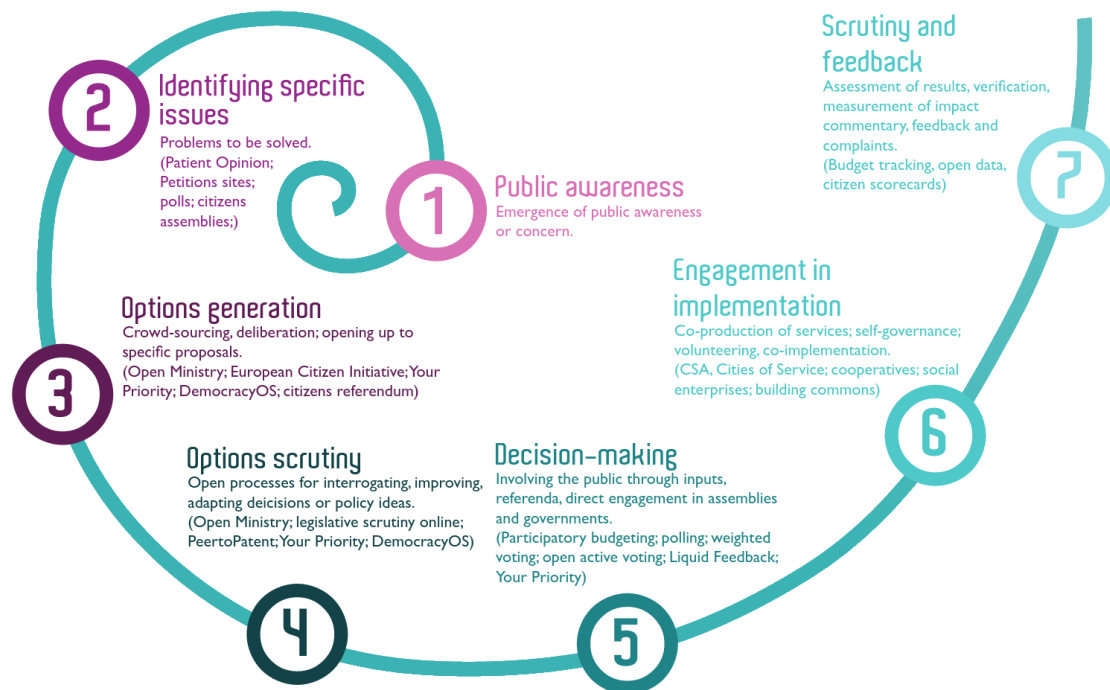 1
Public awareness
Emergence of public awareness
or concern.
2
Identifying specific
issues
Problems to be solved.
(Patient Opinion;
Petitions sites;
polls; citizens
assemblies;)
3
Options generation
Crowd-sourcing, deliberation; opening up to
specific proposals.
(Open Ministry; European Citizen Initiative; Your
Priority; DemocracyOS; citizens referendum)
4
Options scrutiny
Open processes for interrogating, improving,
adapting deicisions or policy ideas.
(Open Ministry; legislative scrutiny online;
PeertoPatent; Your Priority; DemocracyOS)
5
Decision-making
Involving the public through inputs,
referenda, direct engagement in assemblies
and governments.
(Participatory budgeting; polling; weighted
voting; open active voting; Liquid Feedback;
Your Priority)
6
Engagement in
implementation
Co-production of services; self-governance;
volunteering, co-implementation.
(CSA, Cities of Service; cooperatives; social
enterprises; building commons)
7
Scrutiny and
feedback
Assessment of results, verification,
measurement of impact
commentary, feedback and
complaints.
(Budget tracking, open data,
citizen scorecards)